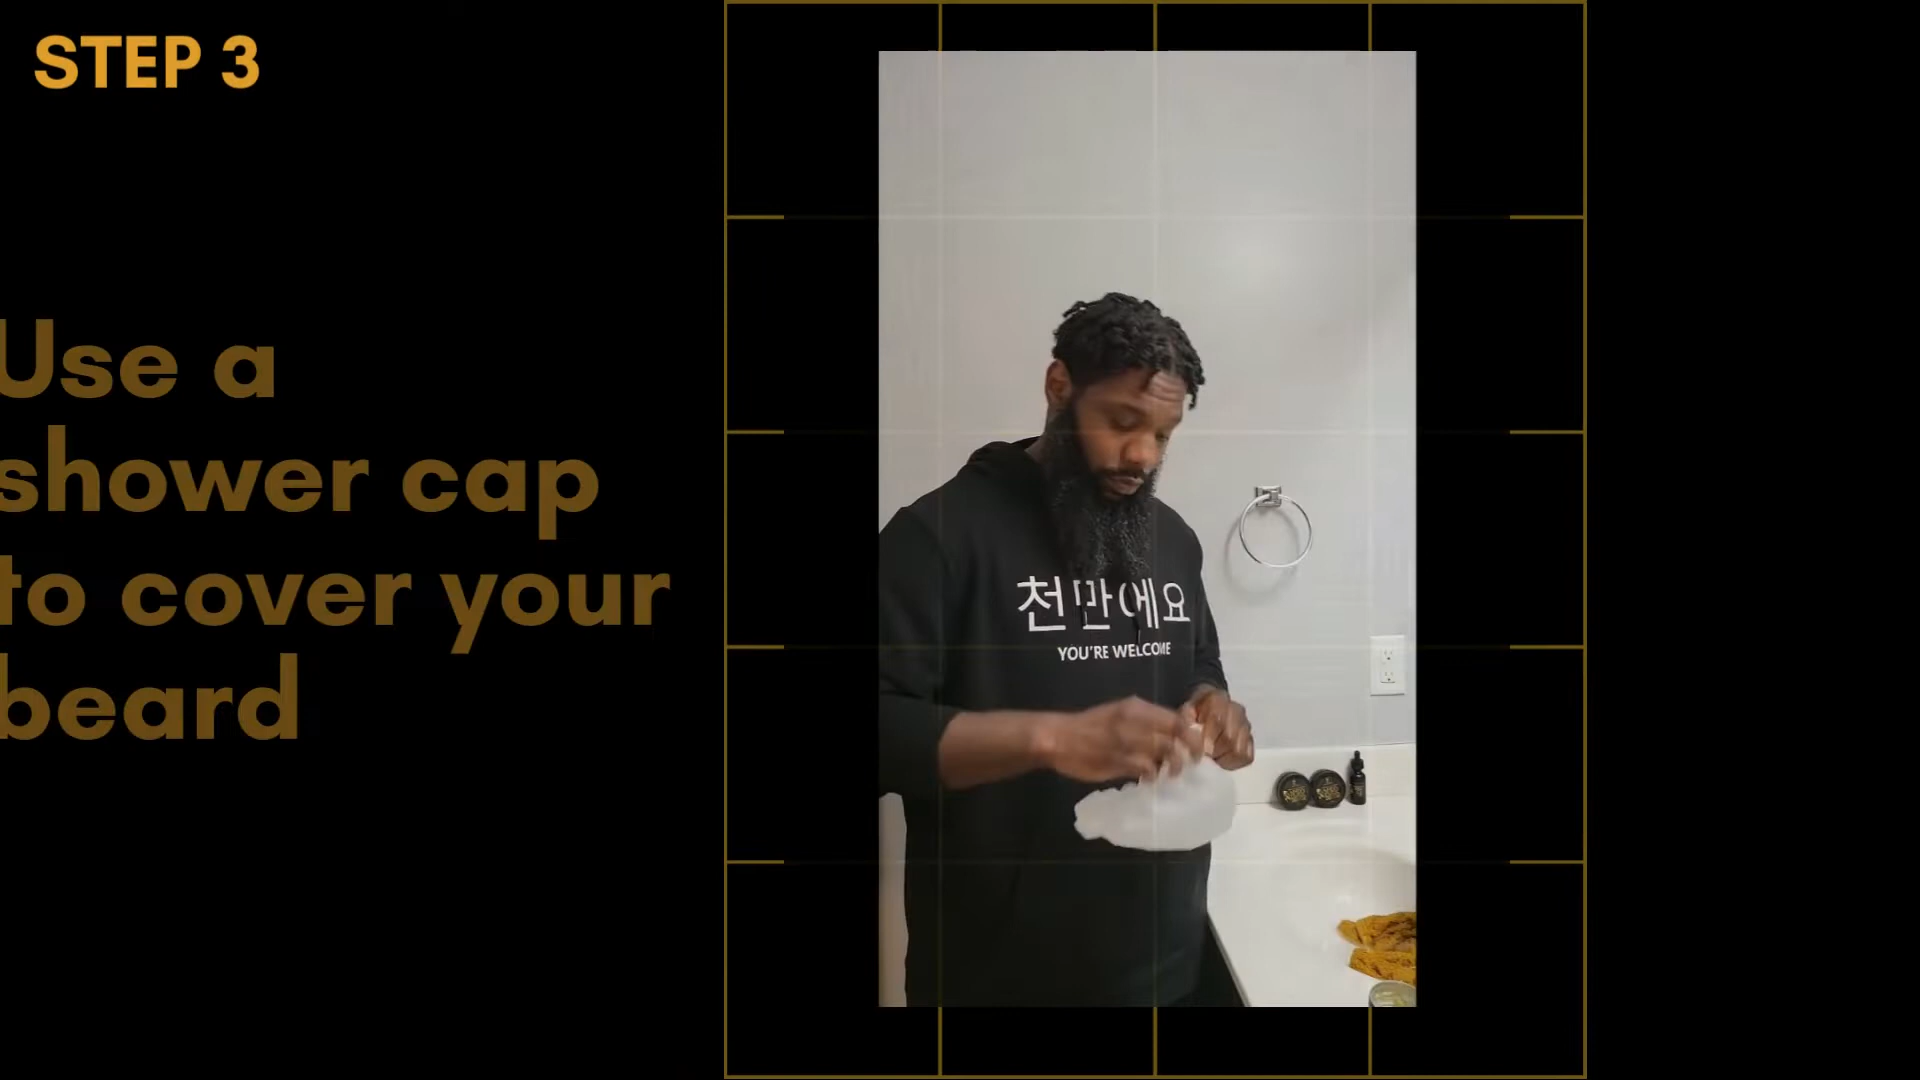 STEP 3
Use a
shower cap
to cover your
beard
천만에요
YOU'RE WELCOME